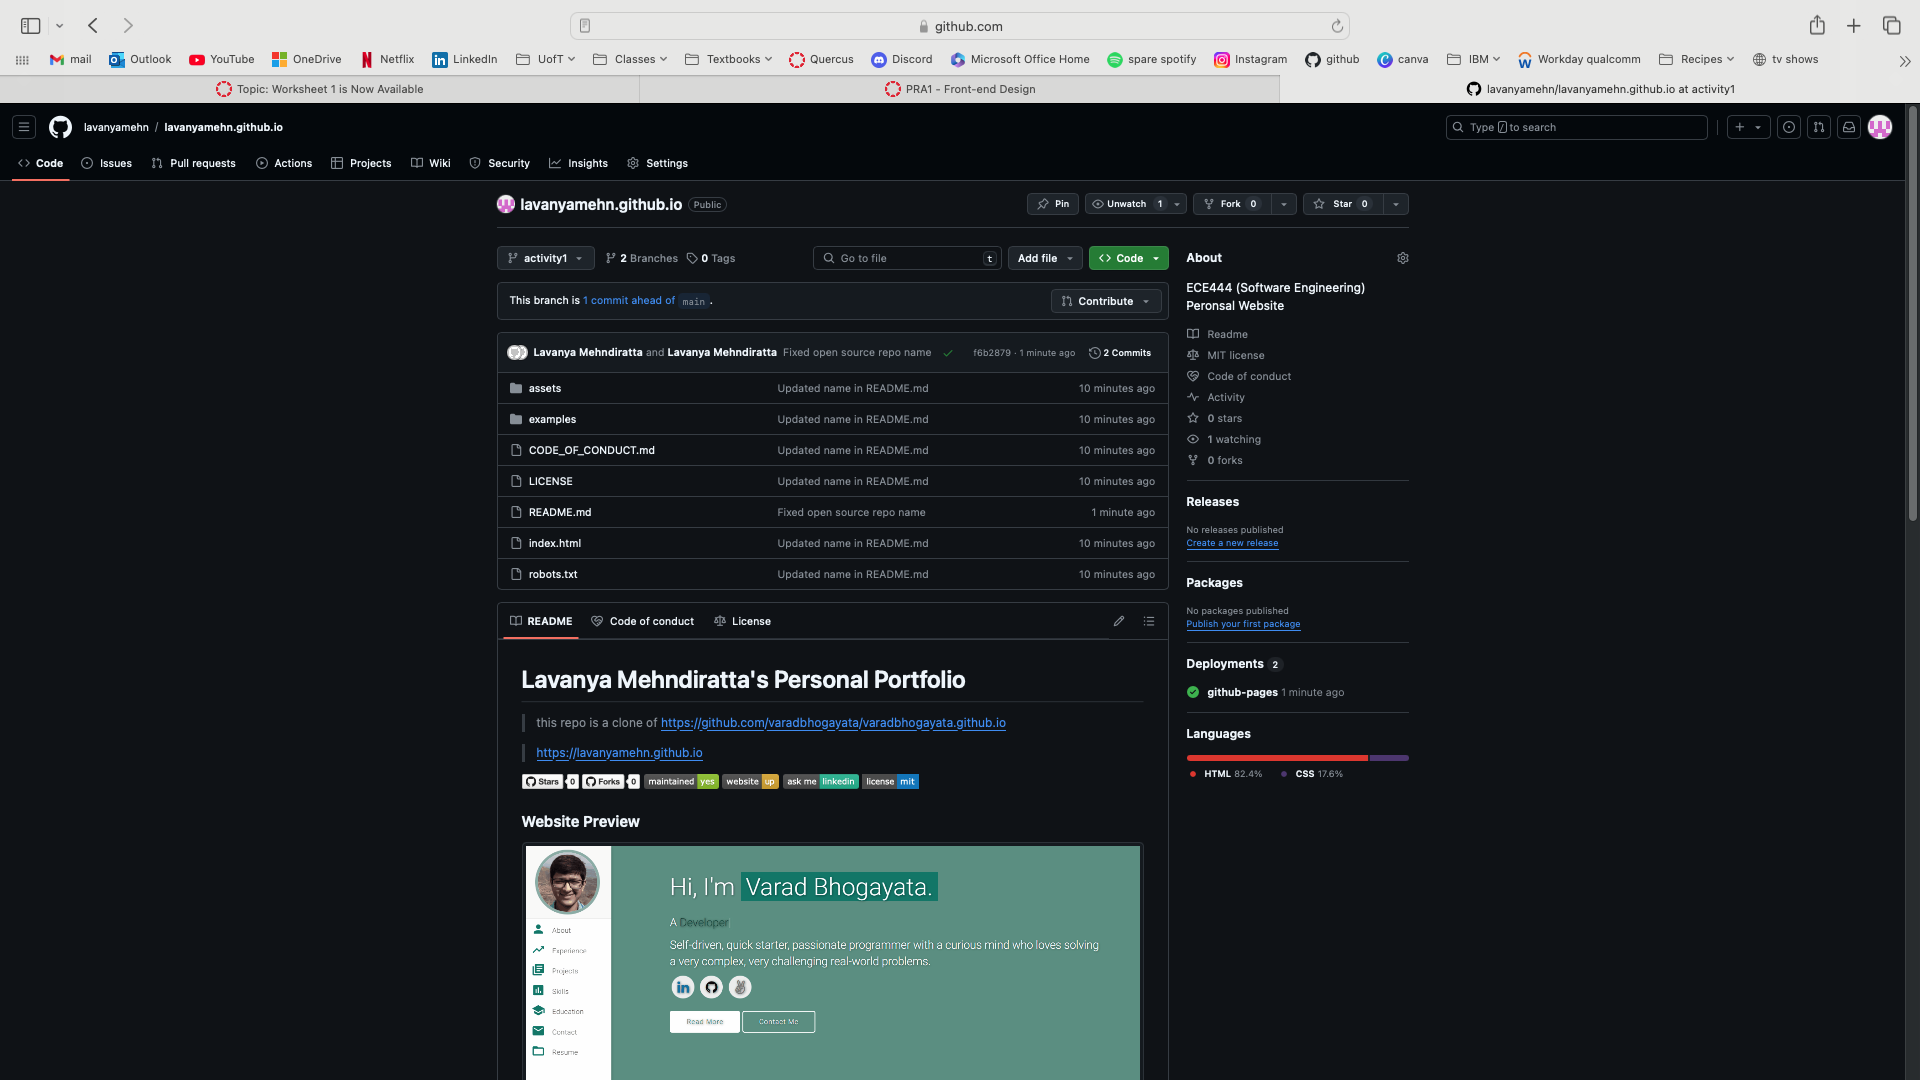 github.com
mail Outlook YouTube OneDrive Netflix LinkedIn UofT Classes Textbooks Quercus Discord Microsoft Office Home spare spotify Instagram github canva IBM Workday qualcomm Recipes tv shows
Topic: Worksheet 1 is Now Available PRA1 - Front-end Design lavanyamehn/lavanyamehn.github.io at activity1
lavanyamehn / lavanyamehn.github.io Type / to search
Code Issues Pull requests Actions Projects Wiki Security Insights Settings
lavanyamehn.github.io Public Pin Unwatch 1 Fork 0 Star 0
activity1 2 Branches 0 Tags Go to file t Add file Code
This branch is 1 commit ahead of main . Contribute
Lavanya Mehndiratta and Lavanya Mehndiratta Fixed open source repo name f6b2879 · 1 minute ago 2 Commits
assets Updated name in README.md 10 minutes ago
examples Updated name in README.md 10 minutes ago
CODE_OF_CONDUCT.md Updated name in README.md 10 minutes ago
LICENSE Updated name in README.md 10 minutes ago
README.md Fixed open source repo name 1 minute ago
index.html Updated name in README.md 10 minutes ago
robots.txt Updated name in README.md 10 minutes ago
README Code of conduct License
Lavanya Mehndiratta's Personal Portfolio
this repo is a clone of https://github.com/varadbhogayata/varadbhogayata.github.io
https://lavanyamehn.github.io
Stars 0 Forks 0 maintained yes website up ask me linkedin license mit
Website Preview
Hi, I'm Varad Bhogayata.
A Developer
Self-driven, quick starter, passionate programmer with a curious mind who loves solving
a very complex, very challenging real-world problems.
Read More Contact Me
About
Experience
Projects
Skills
Education
Contact
Resume
About
ECE444 (Software Engineering)
Peronsal Website
Readme
MIT license
Code of conduct
Activity
0 stars
1 watching
0 forks
Releases
No releases published
Create a new release
Packages
No packages published
Publish your first package
Deployments 2
github-pages 1 minute ago
Languages
HTML 82.4% CSS 17.6%